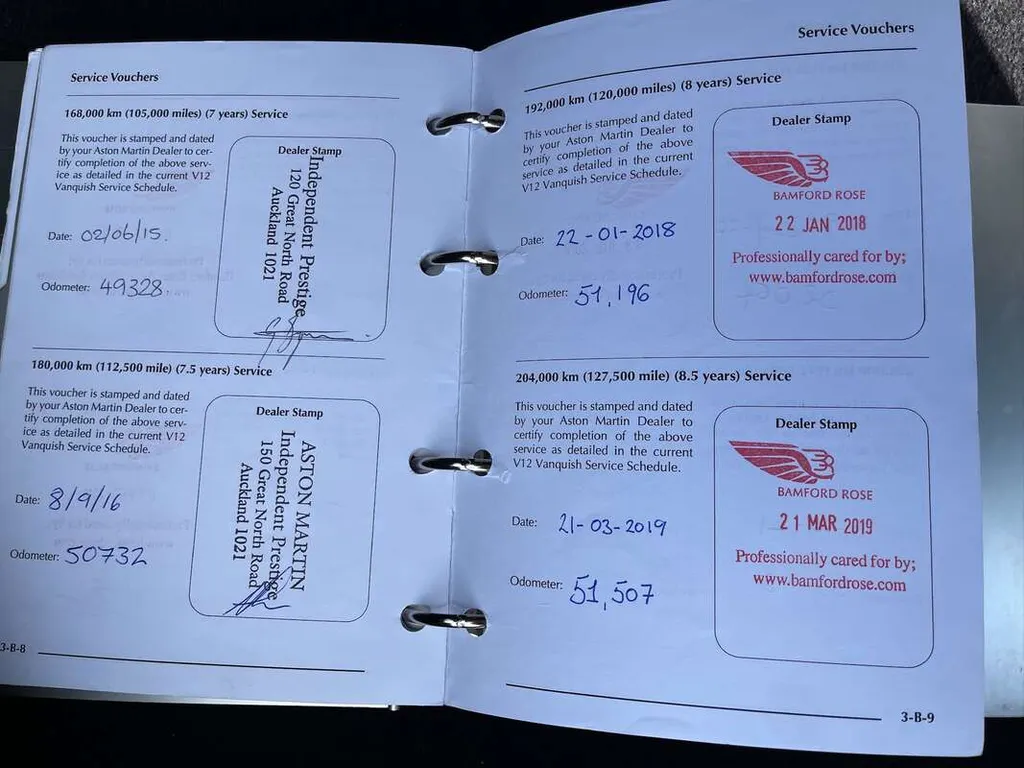 Service Vouchers
168,000 km (105,000 miles) (7 years) Service
This voucher is stamped and dated
by your Aston Martin Dealer to cer-
tify completion of the above serv-
ice as detailed in the current
V12 Vanquish Service Schedule.
Date: 02/06/15.
Odometer: 49328
Dealer Stamp
Independent Prestige
120 Great North Road
Auckland 1021
180,000 km (112,500 mile) (7.5 years) Service
This voucher is stamped and dated
by your Aston Martin Dealer to cer-
tify completion of the above serv-
ice as detailed in the current V12
Vanquish Service Schedule.
Date: 8/9/16
Odometer: 50732
Dealer Stamp
ASTON MARTIN
Independent Prestige
150 Great North Road
Auckland 1021
3-B-8
Service Vouchers
192,000 km (120,000 miles) (8 years) Service
This voucher is stamped and dated
by your Aston Martin Dealer to
certify completion of the above
service as detailed in the current
V12 Vanquish Service Schedule.
Date: 22-01-2018
Odometer: 51,196
Dealer Stamp
BAMFORD ROSE
22 JAN 2018
Professionally cared for by;
www.bamfordrose.com
204,000 km (127,500 mile) (8.5 years) Service
This voucher is stamped and dated
by your Aston Martin Dealer to
certify completion of the above
service as detailed in the current
V12 Vanquish Service Schedule.
Date: 21-03-2019
Odometer: 51,507
Dealer Stamp
BAMFORD ROSE
21 MAR 2019
Professionally cared for by;
www.bamfordrose.com
3-B-9